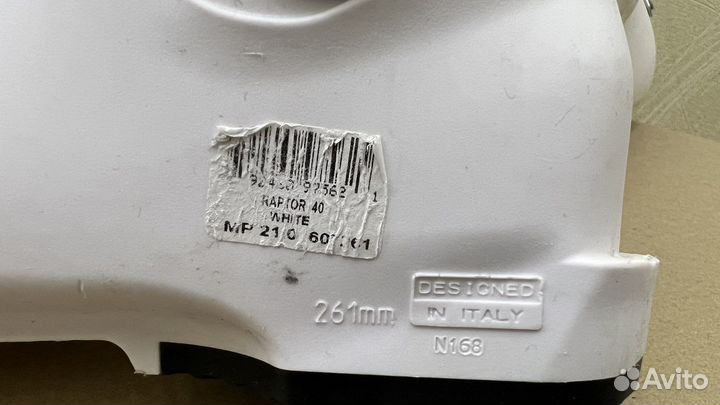 RAPTOR 40
WHITE
MP 21.0
261mm
DESIGNED
IN ITALY
N168
Avito